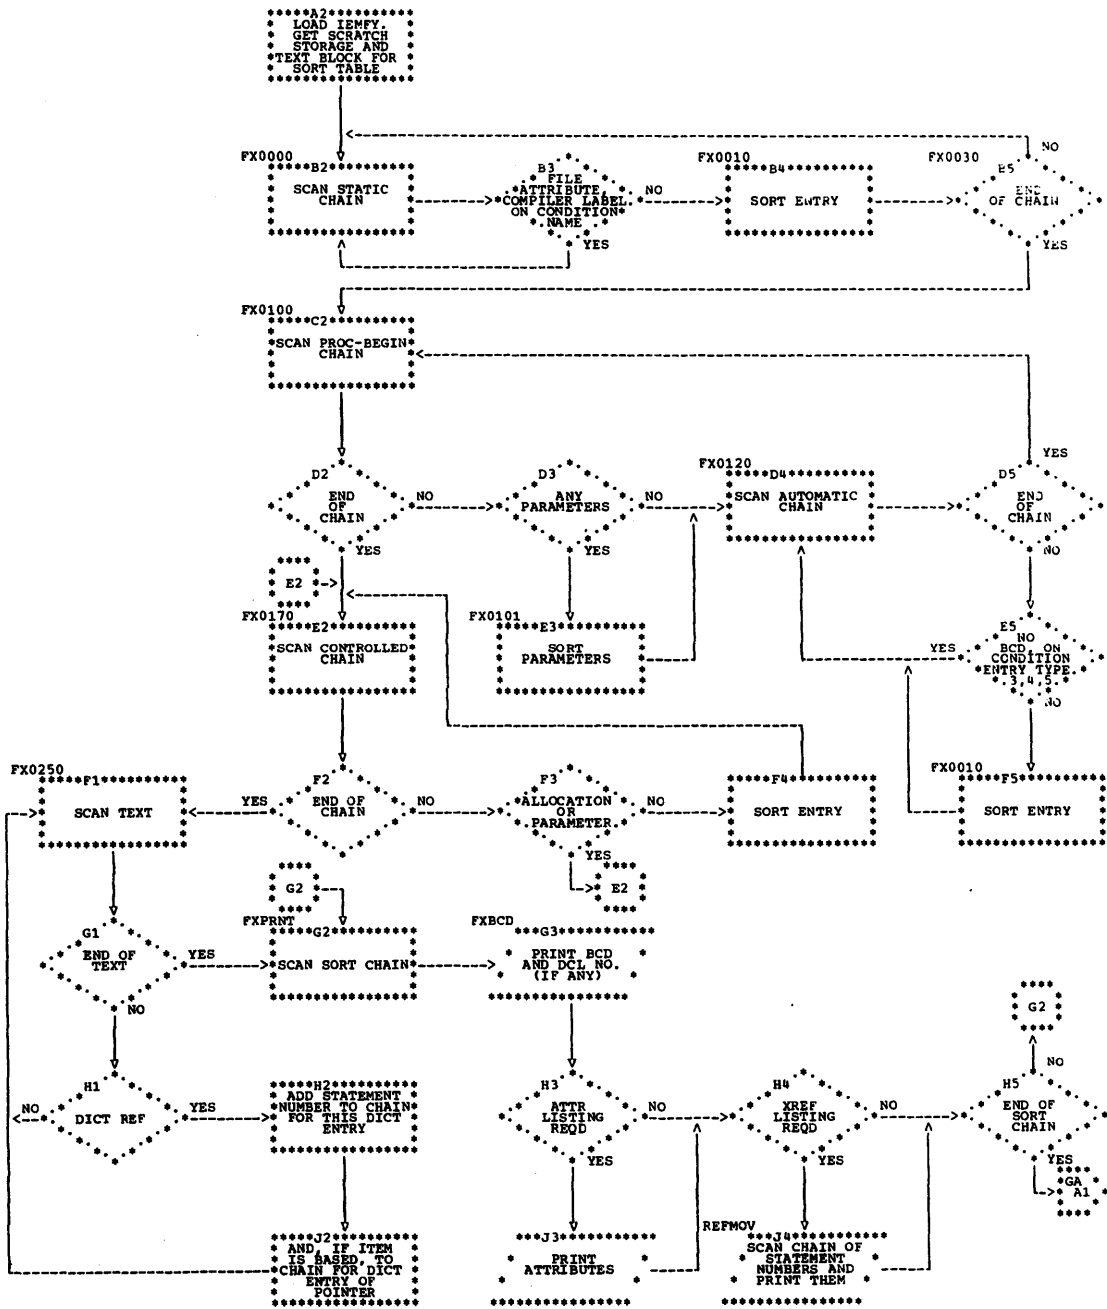 A2
LOAD IEMFY.
GET SCRATCH
STORAGE AND
TEXT BLOCK FOR
SORT TABLE
NO
FX0000
B2
SCAN STATIC
CHAIN
B3
FILE
ATTRIBUTE,
COMPILER LABEL
ON CONDITION
NAME
NO
YES
FX0010
B4
SORT ENTRY
FX0030
B5
END
OF CHAIN
YES
FX0100
C2
SCAN PROC-BEGIN
CHAIN
D2
END
OF
CHAIN
NO
YES
D3
ANY
PARAMETERS
NO
YES
FX0120
D4
SCAN AUTOMATIC
CHAIN
YES
D5
END
OF
CHAIN
NO
E2
FX0170
E2
SCAN CONTROLLED
CHAIN
FX0101
E3
SORT
PARAMETERS
YES
E5
NO
BCD, ON
CONDITION
ENTRY TYPE
3,4,5.
NO
FX0250
F1
SCAN TEXT
YES
F2
END OF
CHAIN
NO
F3
ALLOCATION
OR
PARAMETER
NO
YES
F4
SORT ENTRY
FX0010
F5
SORT ENTRY
G2
E2
G1
END OF
TEXT
YES
NO
FXPRNT
G2
SCAN SORT CHAIN
FXBCD
G3
PRINT BCD
AND DCL NO.
(IF ANY)
G2
NO
NO
H1
DICT REF
YES
H2
ADD STATEMENT
NUMBER TO CHAIN
FOR THIS DICT
ENTRY
H3
ATTR
LISTING
REQD
NO
YES
H4
XREF
LISTING
REQD
NO
YES
H5
END OF
SORT
CHAIN
YES
GA
A1
J2
AND, IF ITEM
IS BASED, TO
CHAIN FOR DICT
ENTRY OF
POINTER
J3
PRINT
ATTRIBUTES
REFMOV
J4
SCAN CHAIN OF
STATEMENT
NUMBERS AND
PRINT THEM